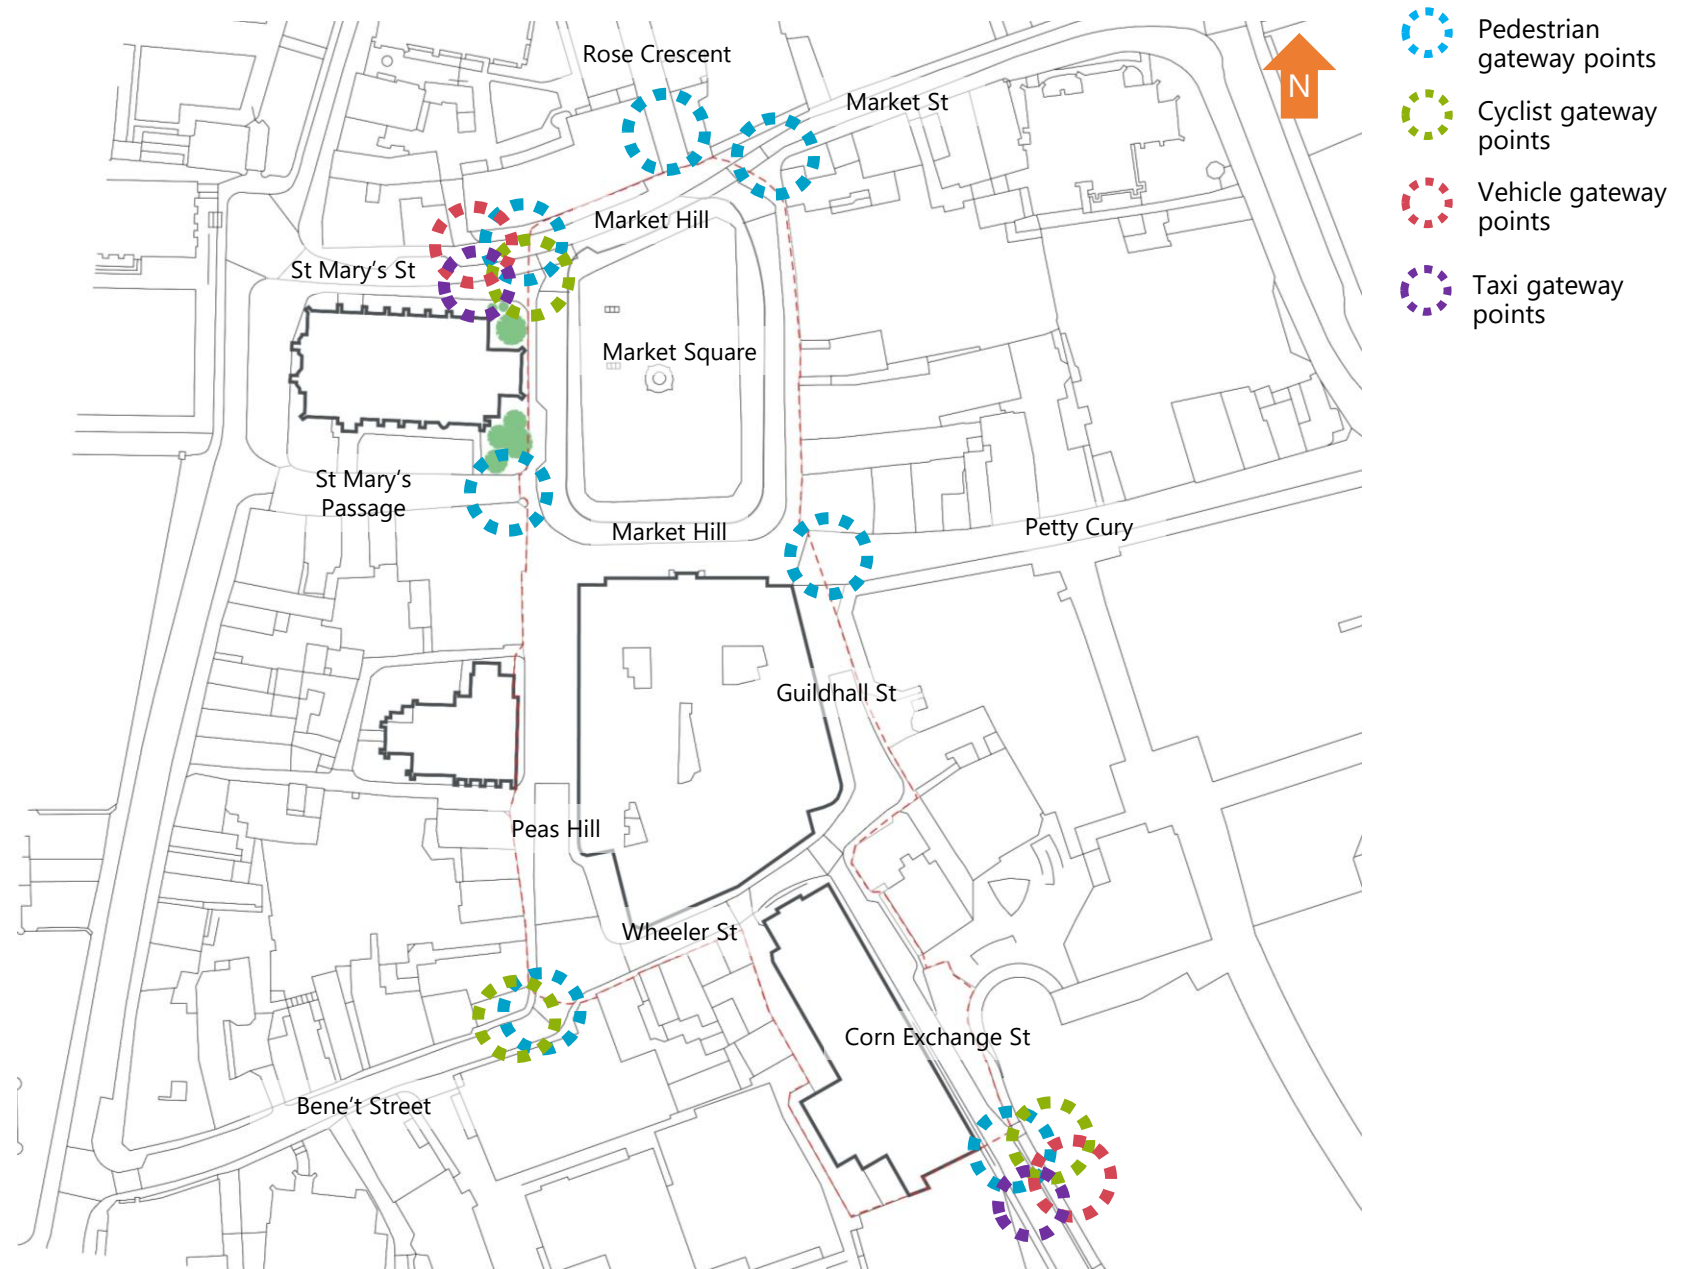 Rose Crescent
Pedestrian
gateway points
N
Market St
Cyclist gateway
points
Market Hill
Vehicle gateway
points
St Mary's St
Taxi gateway
points
Market Square
St Mary's
Passage
Market Hill
Petty Cury
Guildhall St
Peas Hill
Wheeler St
Corn Exchange St
Bene't Street